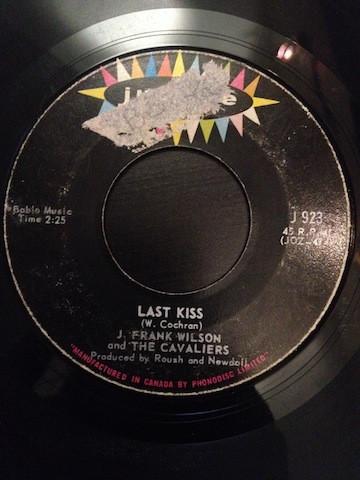 Bablo Music
Time 2:25
J 923
45 R.P.M.
LAST KISS
(W. Cochran)
J. FRANK WILSON
and THE CAVALIERS
Produced by Roush and Newdoll
"MANUFACTURED IN CANADA BY PHONODISC LIMITED"